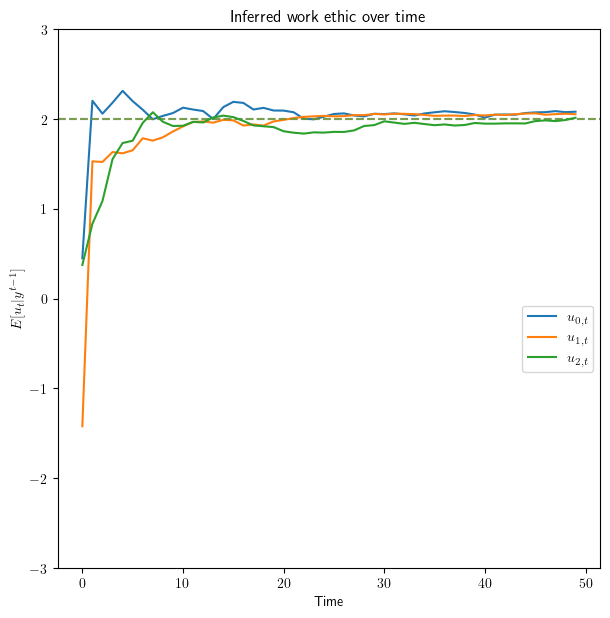 Inferred work ethic over time
3
2
1
0
−1
−2
−3
E[u_t|y^{t−1}]
u_{0,t}
u_{1,t}
u_{2,t}
0 10 20 30 40 50
Time